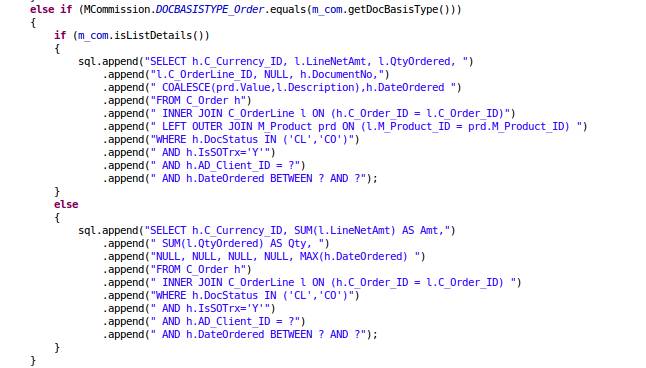 else if (MCommission.DOCBASISTYPE_Order.equals(m_com.getDocBasisType()))
{
if (m_com.isListDetails())
{
sql.append("SELECT h.C_Currency_ID, l.LineNetAmt, l.QtyOrdered, ")
.append("l.C_OrderLine_ID, NULL, h.DocumentNo,")
.append(" COALESCE(prd.Value,l.Description),h.DateOrdered ")
.append("FROM C_Order h")
.append(" INNER JOIN C_OrderLine l ON (h.C_Order_ID = l.C_Order_ID)")
.append(" LEFT OUTER JOIN M_Product prd ON (l.M_Product_ID = prd.M_Product_ID) ")
.append("WHERE h.DocStatus IN ('CL','CO')")
.append(" AND h.IsSOTrx='Y'")
.append(" AND h.AD_Client_ID = ?")
.append(" AND h.DateOrdered BETWEEN ? AND ?");
}
else
{
sql.append("SELECT h.C_Currency_ID, SUM(l.LineNetAmt) AS Amt,")
.append(" SUM(l.QtyOrdered) AS Qty, ")
.append("NULL, NULL, NULL, NULL, MAX(h.DateOrdered) ")
.append("FROM C_Order h")
.append(" INNER JOIN C_OrderLine l ON (h.C_Order_ID = l.C_Order_ID) ")
.append("WHERE h.DocStatus IN ('CL','CO')")
.append(" AND h.IsSOTrx='Y'")
.append(" AND h.AD_Client_ID = ?")
.append(" AND h.DateOrdered BETWEEN ? AND ?");
}
}